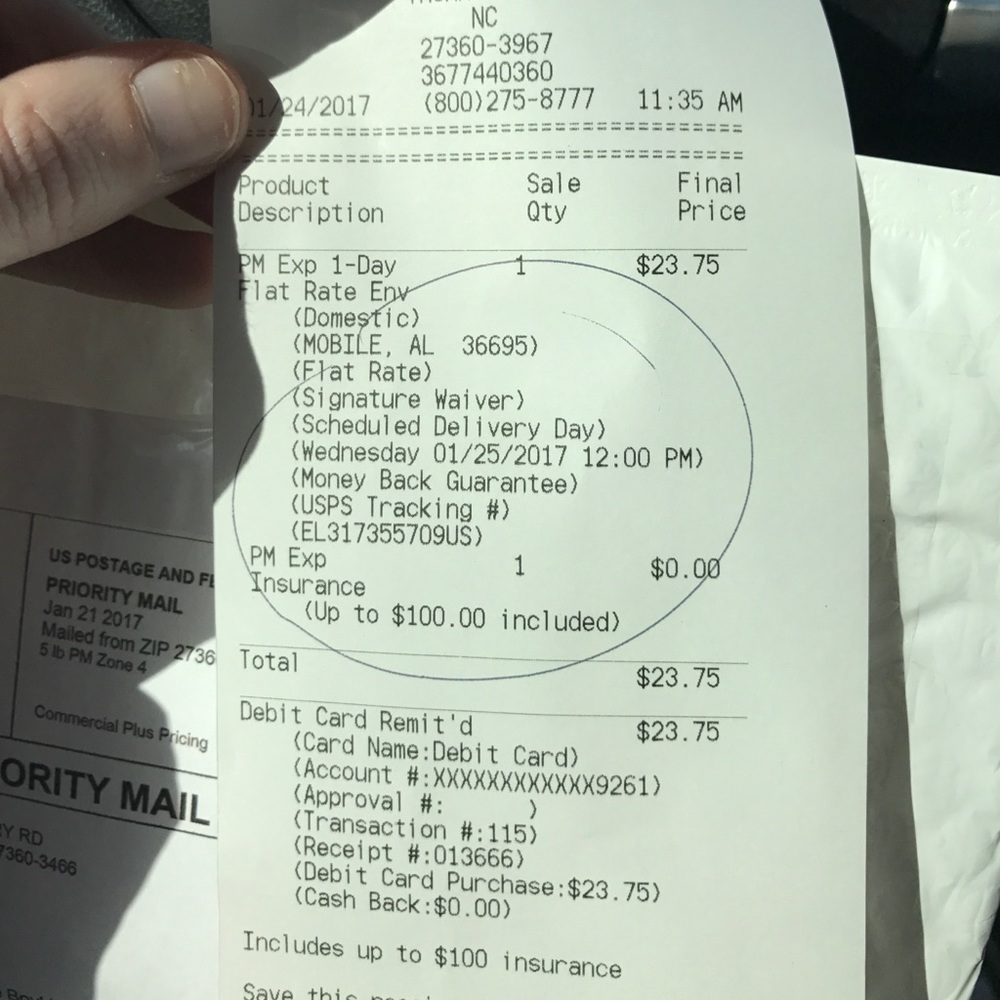 NC
27360-3967
3677440360
1/24/2017 (800)275-8777 11:35 AM
Product Sale Final
Description Qty Price
PM Exp 1-Day 1 $23.75
Flat Rate Env
(Domestic)
(MOBILE, AL 36695)
(Flat Rate)
(Signature Waiver)
(Scheduled Delivery Day)
(Wednesday 01/25/2017 12:00 PM)
(Money Back Guarantee)
(USPS Tracking #)
(EL317355709US)
PM Exp 1 $0.00
Insurance
(Up to $100.00 included)
Total $23.75
Debit Card Remit'd $23.75
(Card Name:Debit Card)
(Account #:XXXXXXXXXXXX9261)
(Approval #: )
(Transaction #:115)
(Receipt #:013666)
(Debit Card Purchase:$23.75)
(Cash Back:$0.00)
Includes up to $100 insurance
Save this
US POSTAGE AND
PRIORITY MAIL
Jan 21 2017
Mailed from ZIP 2736
5 lb PM Zone 4
Commercial Plus Pricing
ORITY MAIL
RY RD
7360-3466